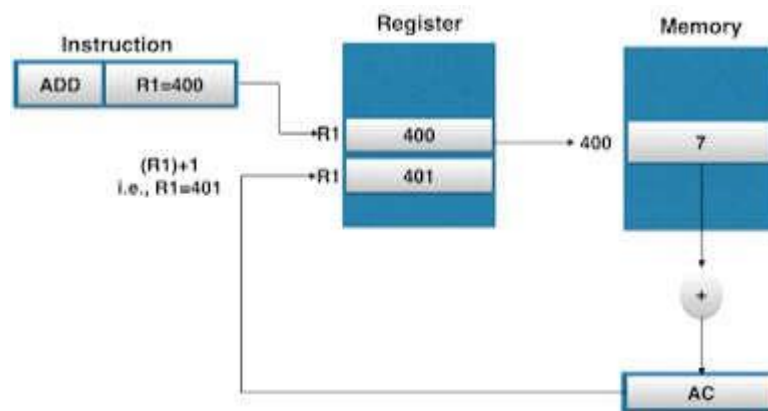 Instruction
Register
Memory
ADD
R1=400
R1
400
400
7
(R1)+1
i.e., R1=401
R1
401
+
AC